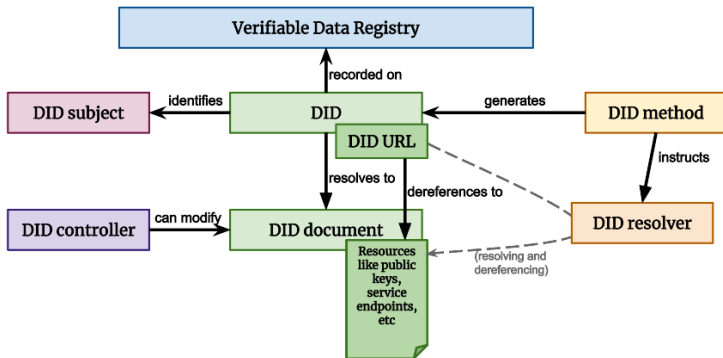 Verifiable Data Registry
recorded on
DID subject
identifies
DID
generates
DID method
DID URL
resolves to
dereferences to
instructs
DID controller
can modify
DID document
DID resolver
Resources
like public
keys,
service
endpoints,
etc
(resolving and
dereferencing)